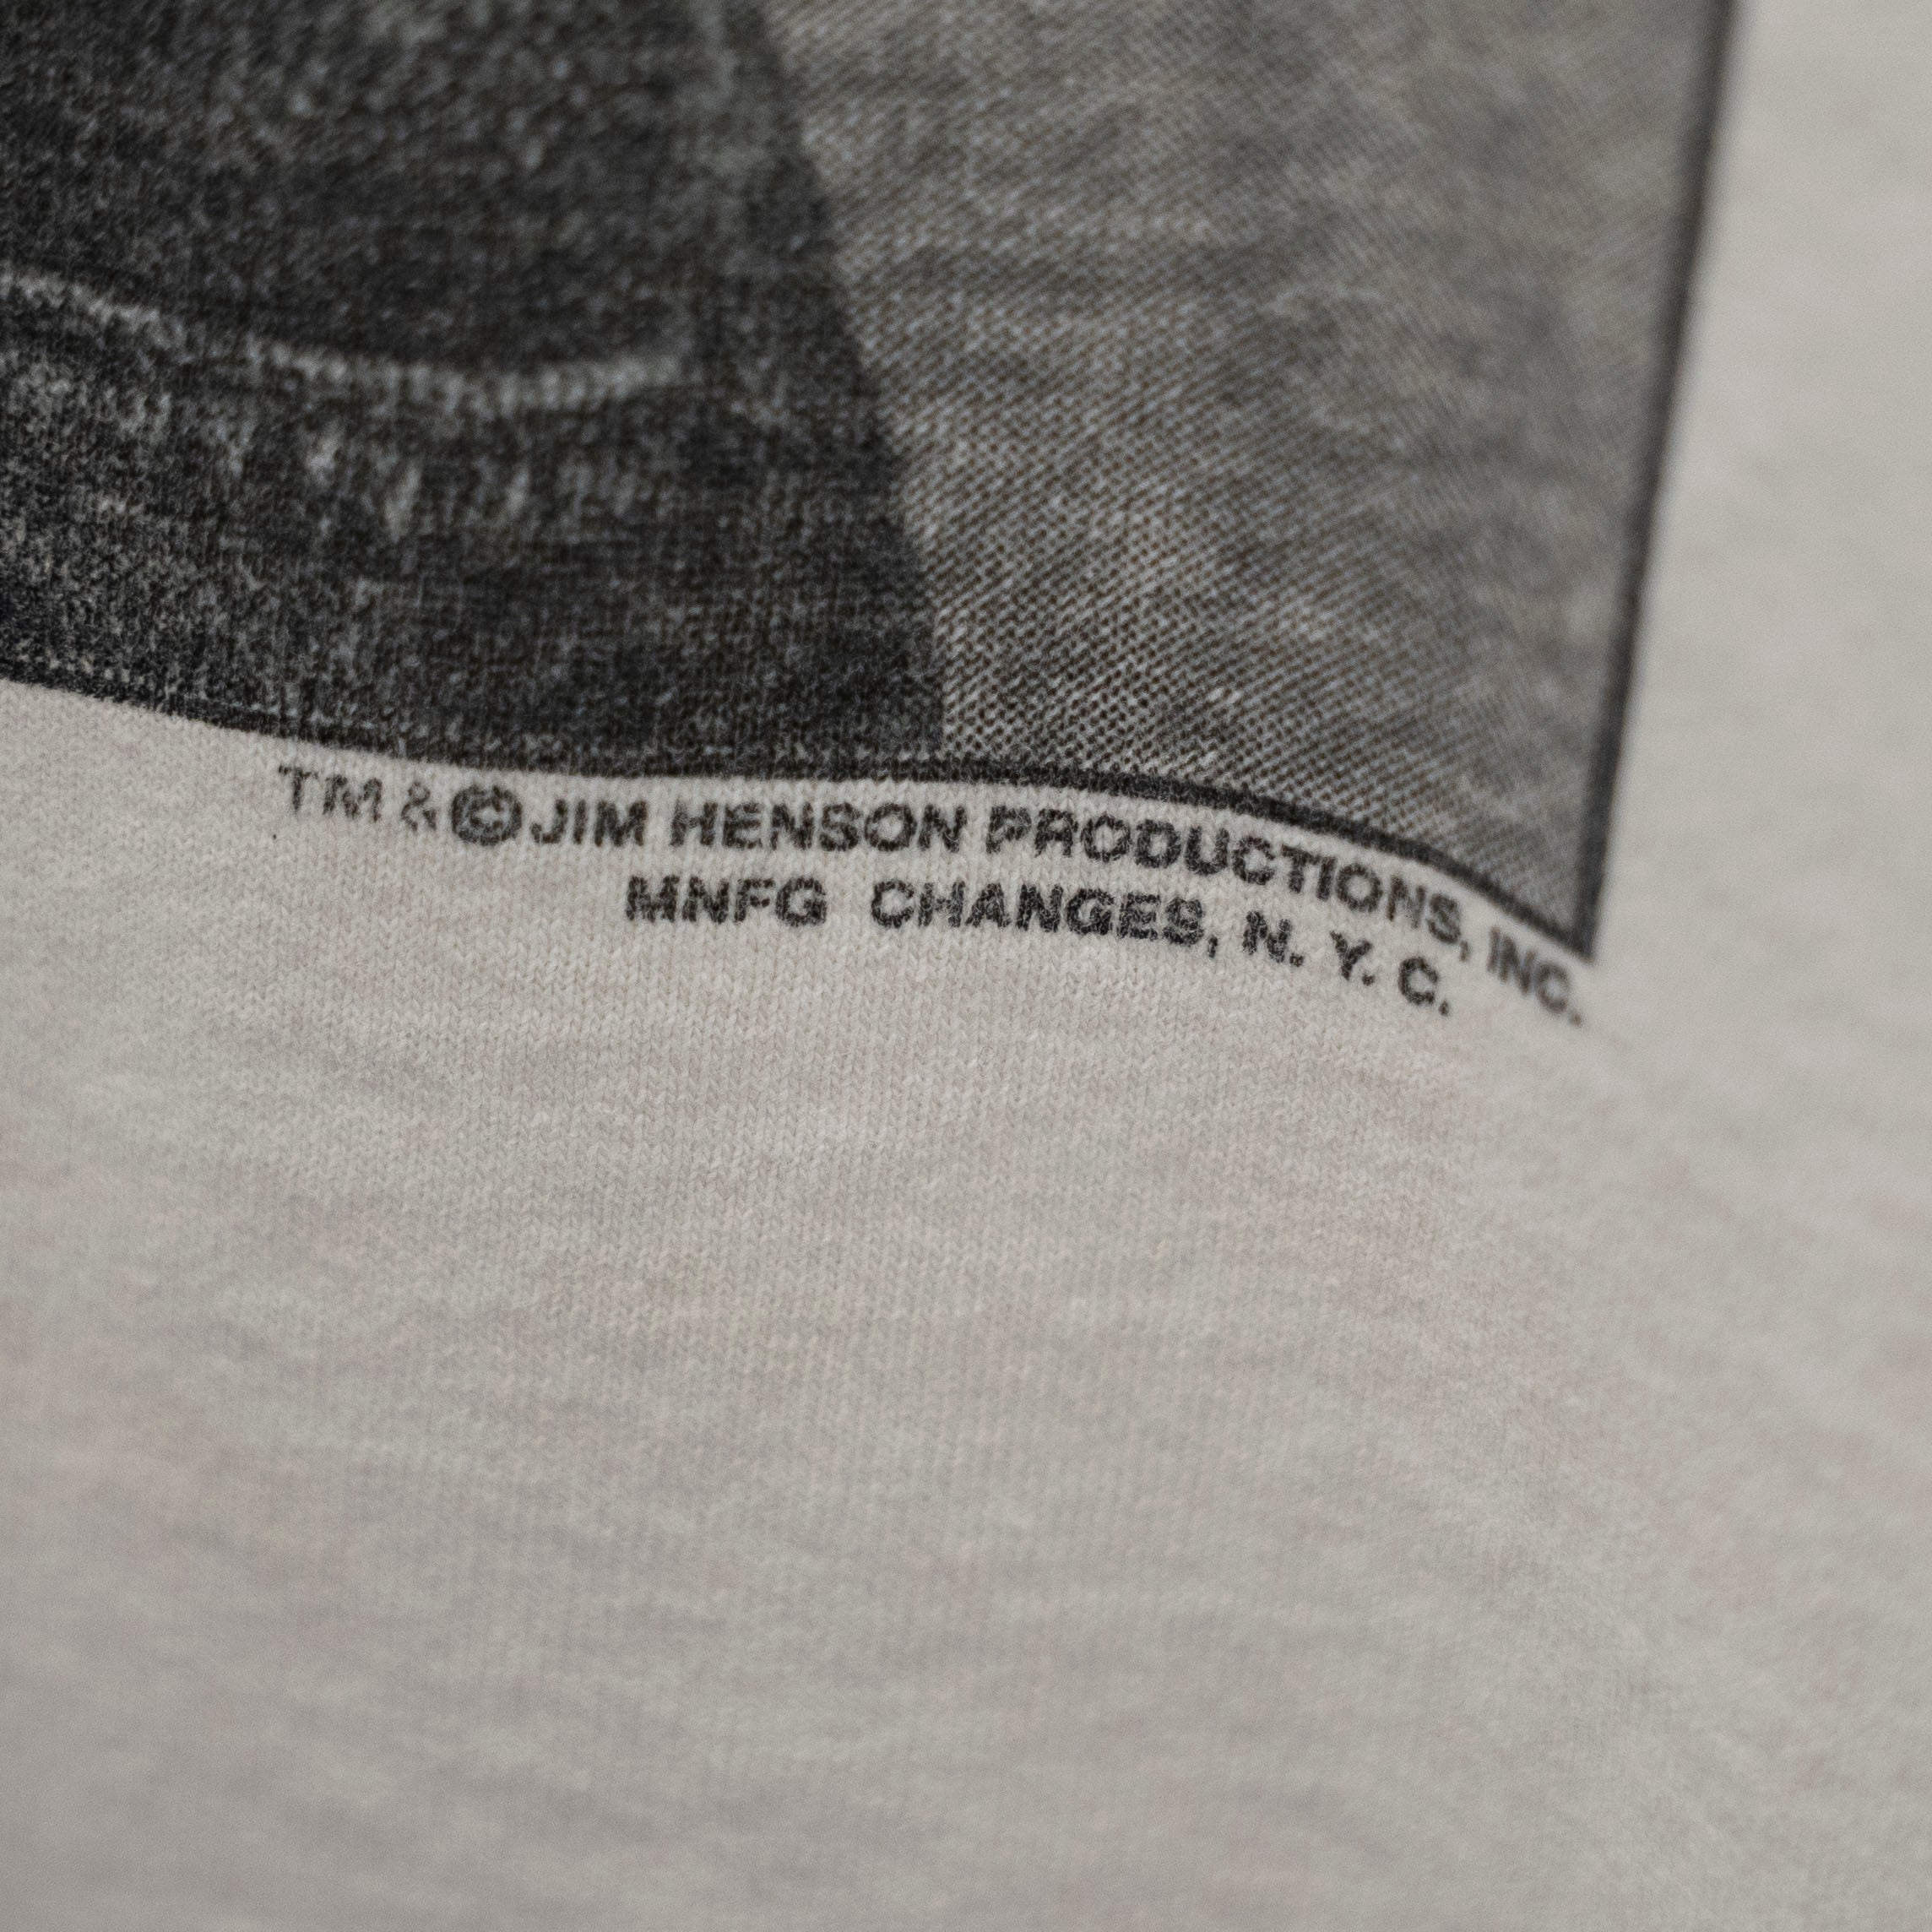 TM & © JIM HENSON PRODUCTIONS, INC.
MNFG CHANGES, N. Y. C.